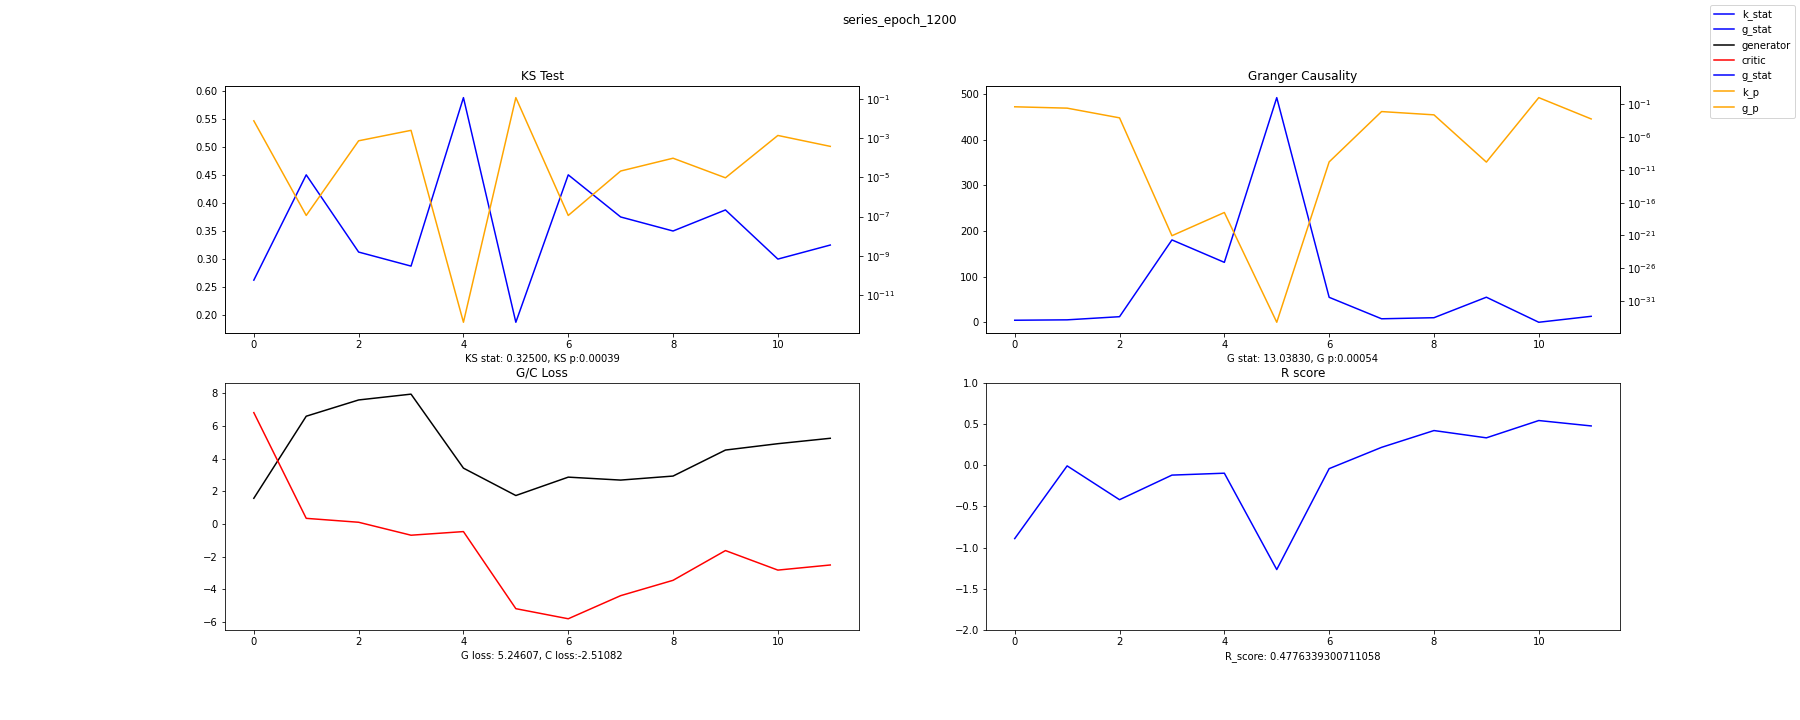 series_epoch_1200
k_stat
g_stat
generator
critic
g_stat
k_p
g_p
KS Test
0.60
0.55
0.50
0.45
0.40
0.35
0.30
0.25
0.20
10⁻¹
10⁻³
10⁻⁵
10⁻⁷
10⁻⁹
10⁻¹¹
0 2 4 6 8 10
KS stat: 0.32500, KS p:0.00039
Granger Causality
500
400
300
200
100
0
10⁻¹
10⁻⁶
10⁻¹¹
10⁻¹⁶
10⁻²¹
10⁻²⁶
10⁻³¹
0 2 4 6 8 10
G stat: 13.03830, G p:0.00054
G/C Loss
8
6
4
2
0
−2
−4
−6
0 2 4 6 8 10
G loss: 5.24607, C loss:-2.51082
R score
1.0
0.5
0.0
−0.5
−1.0
−1.5
−2.0
0 2 4 6 8 10
R_score: 0.4776339300711058